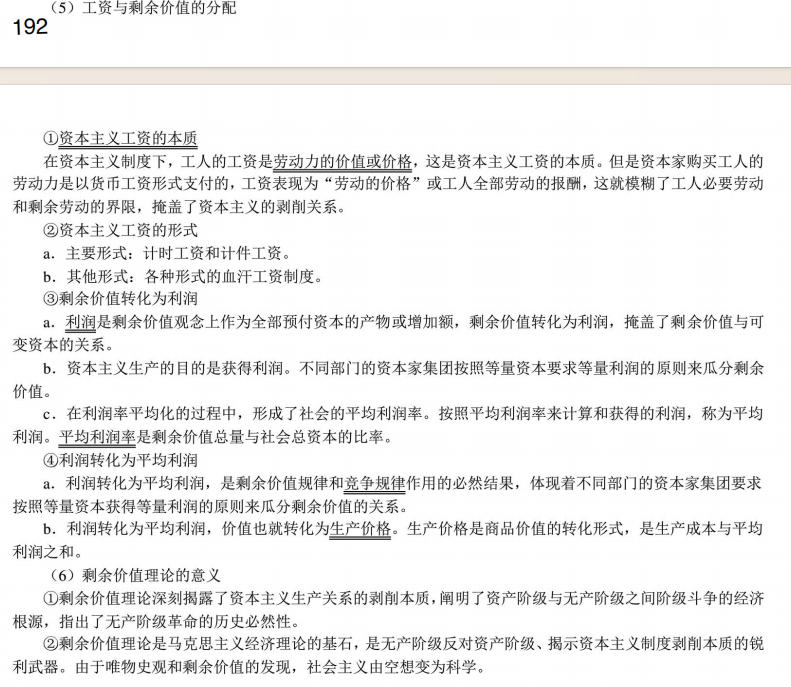 （5）工资与剩余价值的分配
192
①资本主义工资的本质
在资本主义制度下，工人的工资是劳动力的价值或价格，这是资本主义工资的本质。但是资本家购买工人的
劳动力是以货币工资形式支付的，工资表现为“劳动的价格”或工人全部劳动的报酬，这就模糊了工人必要劳动
和剩余劳动的界限，掩盖了资本主义的剥削关系。
②资本主义工资的形式
a．主要形式：计时工资和计件工资。
b．其他形式：各种形式的血汗工资制度。
③剩余价值转化为利润
a．利润是剩余价值观念上作为全部预付资本的产物或增加额，剩余价值转化为利润，掩盖了剩余价值与可
变资本的关系。
b．资本主义生产的目的是获得利润。不同部门的资本家集团按照等量资本要求等量利润的原则来瓜分剩余
价值。
c．在利润率平均化的过程中，形成了社会的平均利润率。按照平均利润率来计算和获得的利润，称为平均
利润。平均利润率是剩余价值总量与社会总资本的比率。
④利润转化为平均利润
a．利润转化为平均利润，是剩余价值规律和竞争规律作用的必然结果，体现着不同部门的资本家集团要求
按照等量资本获得等量利润的原则来瓜分剩余价值的关系。
b．利润转化为平均利润，价值也就转化为生产价格。生产价格是商品价值的转化形式，是生产成本与平均
利润之和。
（6）剩余价值理论的意义
①剩余价值理论深刻揭露了资本主义生产关系的剥削本质，阐明了资产阶级与无产阶级之间阶级斗争的经济
根源，指出了无产阶级革命的历史必然性。
②剩余价值理论是马克思主义经济理论的基石，是无产阶级反对资产阶级、揭示资本主义制度剥削本质的锐
利武器。由于唯物史观和剩余价值的发现，社会主义由空想变为科学。